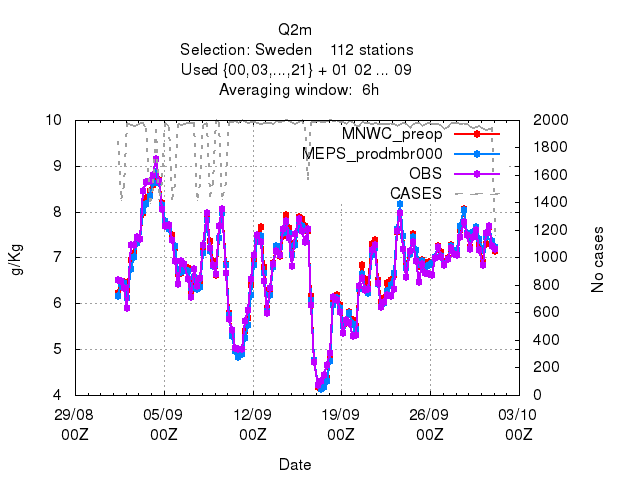 Q2m
Selection: Sweden 112 stations
Used {00,03,...,21} + 01 02 ... 09
Averaging window: 6h
10 2000
MNWC_preop 1800
9 MEPS_prodmbr000 1600
OBS
CASES 1400
8 1200
g/Kg 7 1000 No cases
800
6 600
5 400
200
4 0
29/08 05/09 12/09 19/09 26/09 03/10
00Z 00Z 00Z 00Z 00Z 00Z
Date